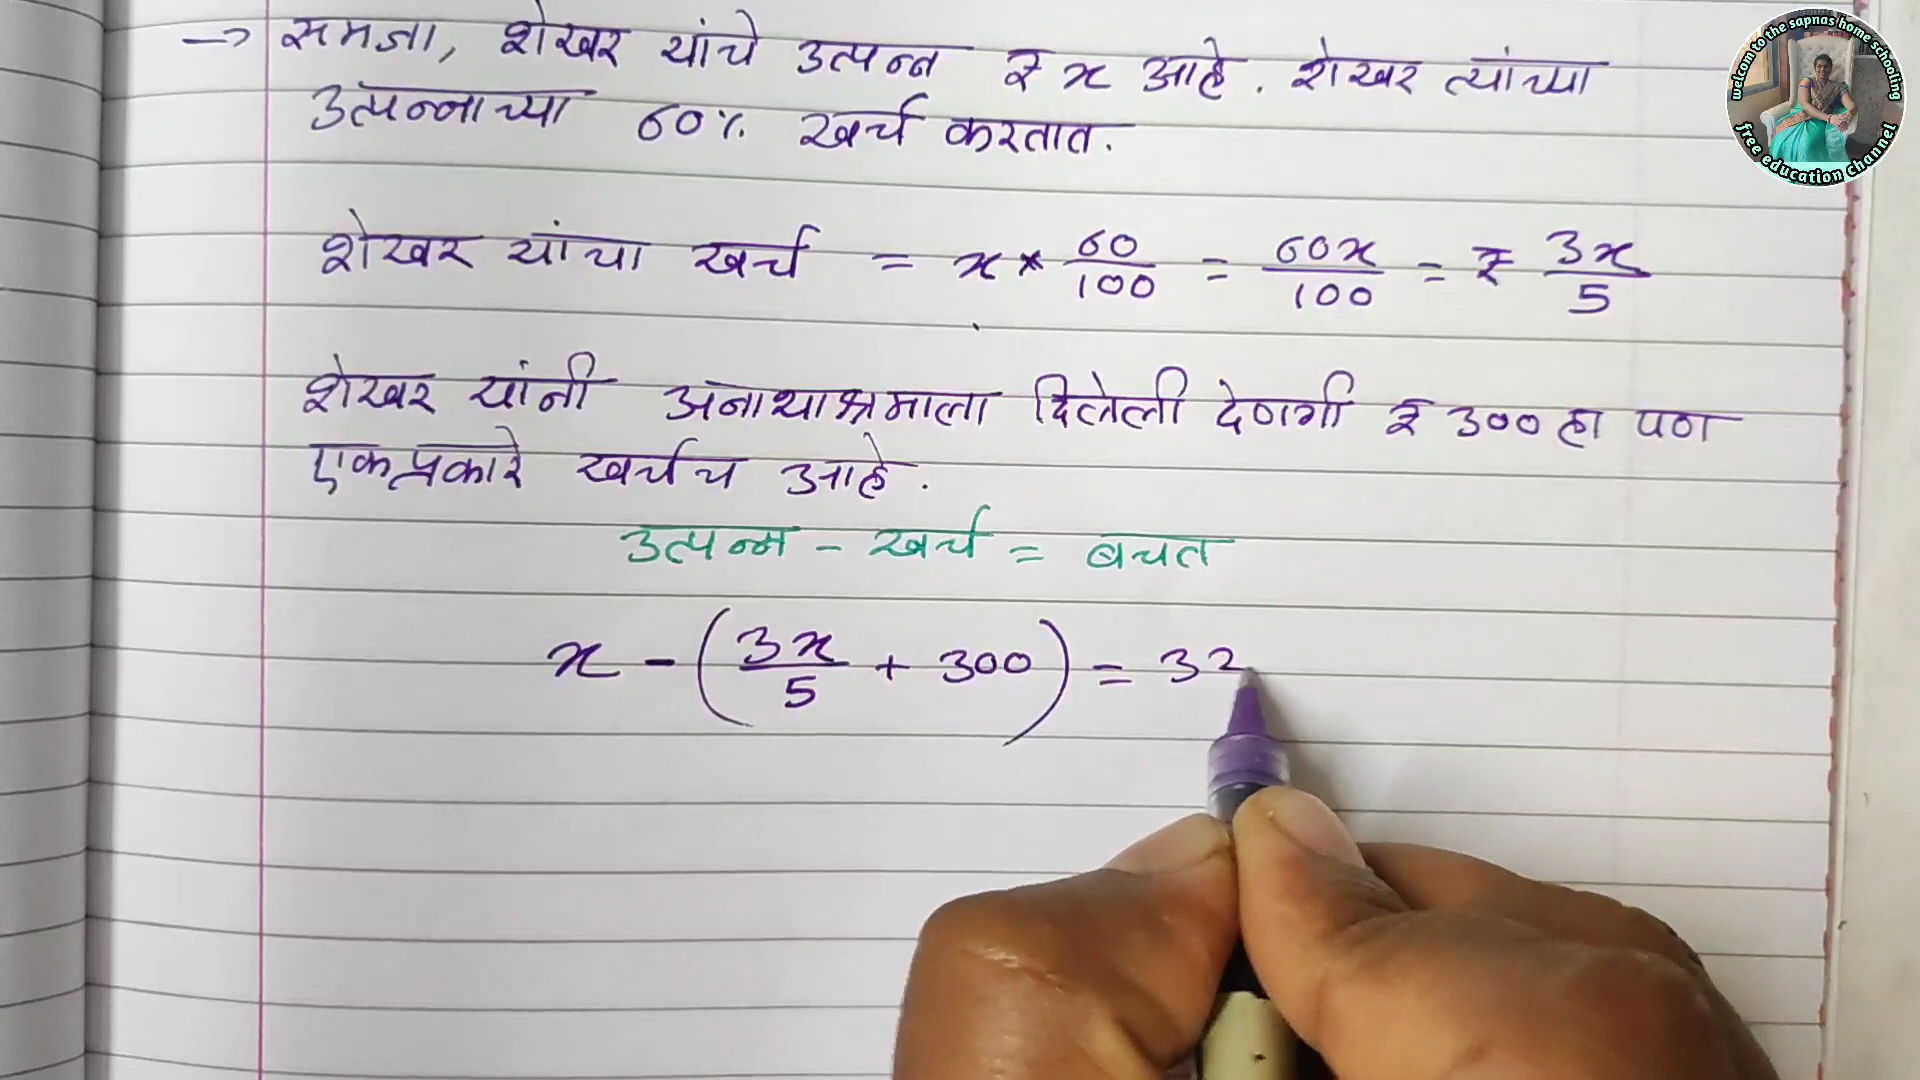 → समजा, शेखर यांचे उत्पन्न ₹ x आहे. शेखर त्यांच्या
उत्पन्नाच्या 60% खर्च करतात.
शेखर यांचा खर्च = x * 60/100 = 60x/100 = ₹ 3x/5
शेखर यांनी अनाथाश्रमाला दिलेली देणगी ₹ 300 हा पण
एकप्रकारे खर्चच आहे.
उत्पन्न - खर्च = बचत
x - (3x/5 + 300) = 32
welcom to the sapnas home schooling
free education channel